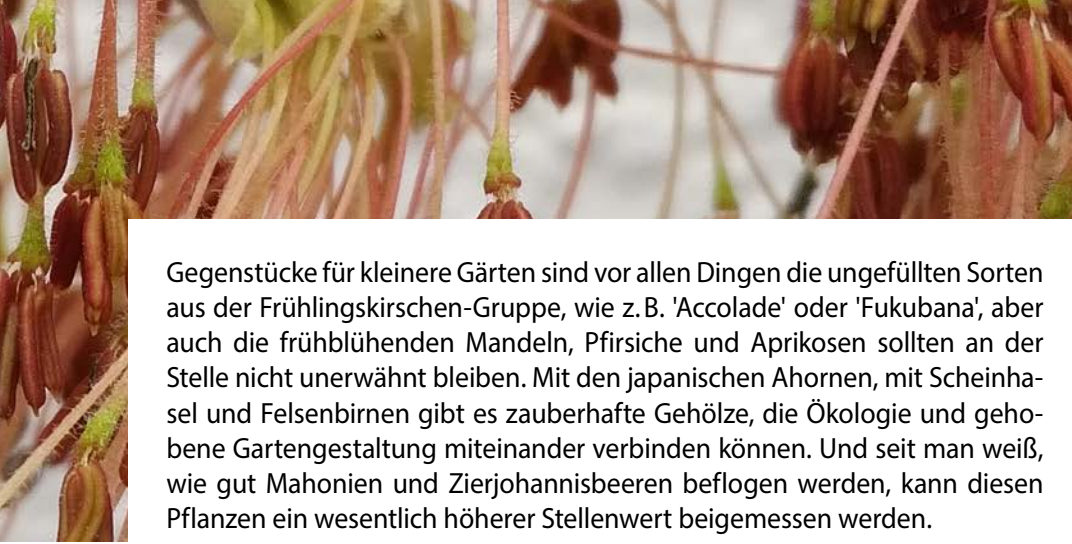 Gegenstücke für kleinere Gärten sind vor allen Dingen die ungefüllten Sorten
aus der Frühlingskirschen-Gruppe, wie z. B. 'Accolade' oder 'Fukubana', aber
auch die frühblühenden Mandeln, Pfirsiche und Aprikosen sollten an der
Stelle nicht unerwähnt bleiben. Mit den japanischen Ahornen, mit Scheinha-
sel und Felsenbirnen gibt es zauberhafte Gehölze, die Ökologie und geho-
bene Gartengestaltung miteinander verbinden können. Und seit man weiß,
wie gut Mahonien und Zierjohannisbeeren beflogen werden, kann diesen
Pflanzen ein wesentlich höherer Stellenwert beigemessen werden.